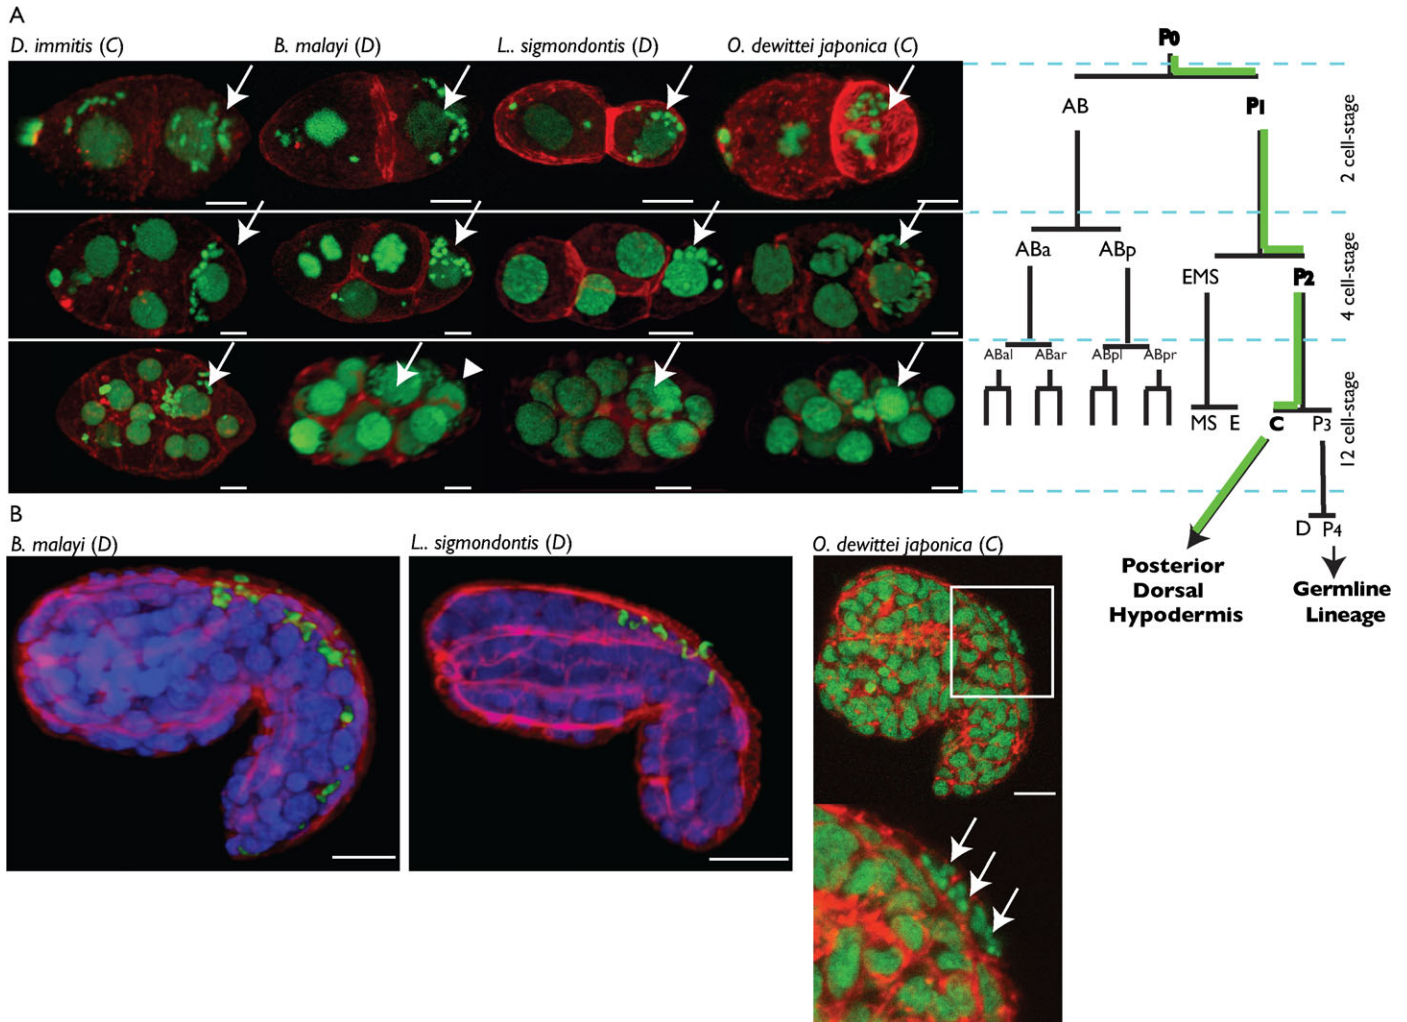 A
D. immitis (C)
B. malayi (D)
L.. sigmondontis (D)
O. dewittei japonica (C)
P0
AB
P1
2 cell-stage
ABa
ABp
EMS
P2
4 cell-stage
ABal
ABar
ABpl
ABpr
MS
E
C
P3
12 cell-stage
D
P4
Posterior
Dorsal
Hypodermis
Germline
Lineage
B
B. malayi (D)
L.. sigmondontis (D)
O. dewittei japonica (C)